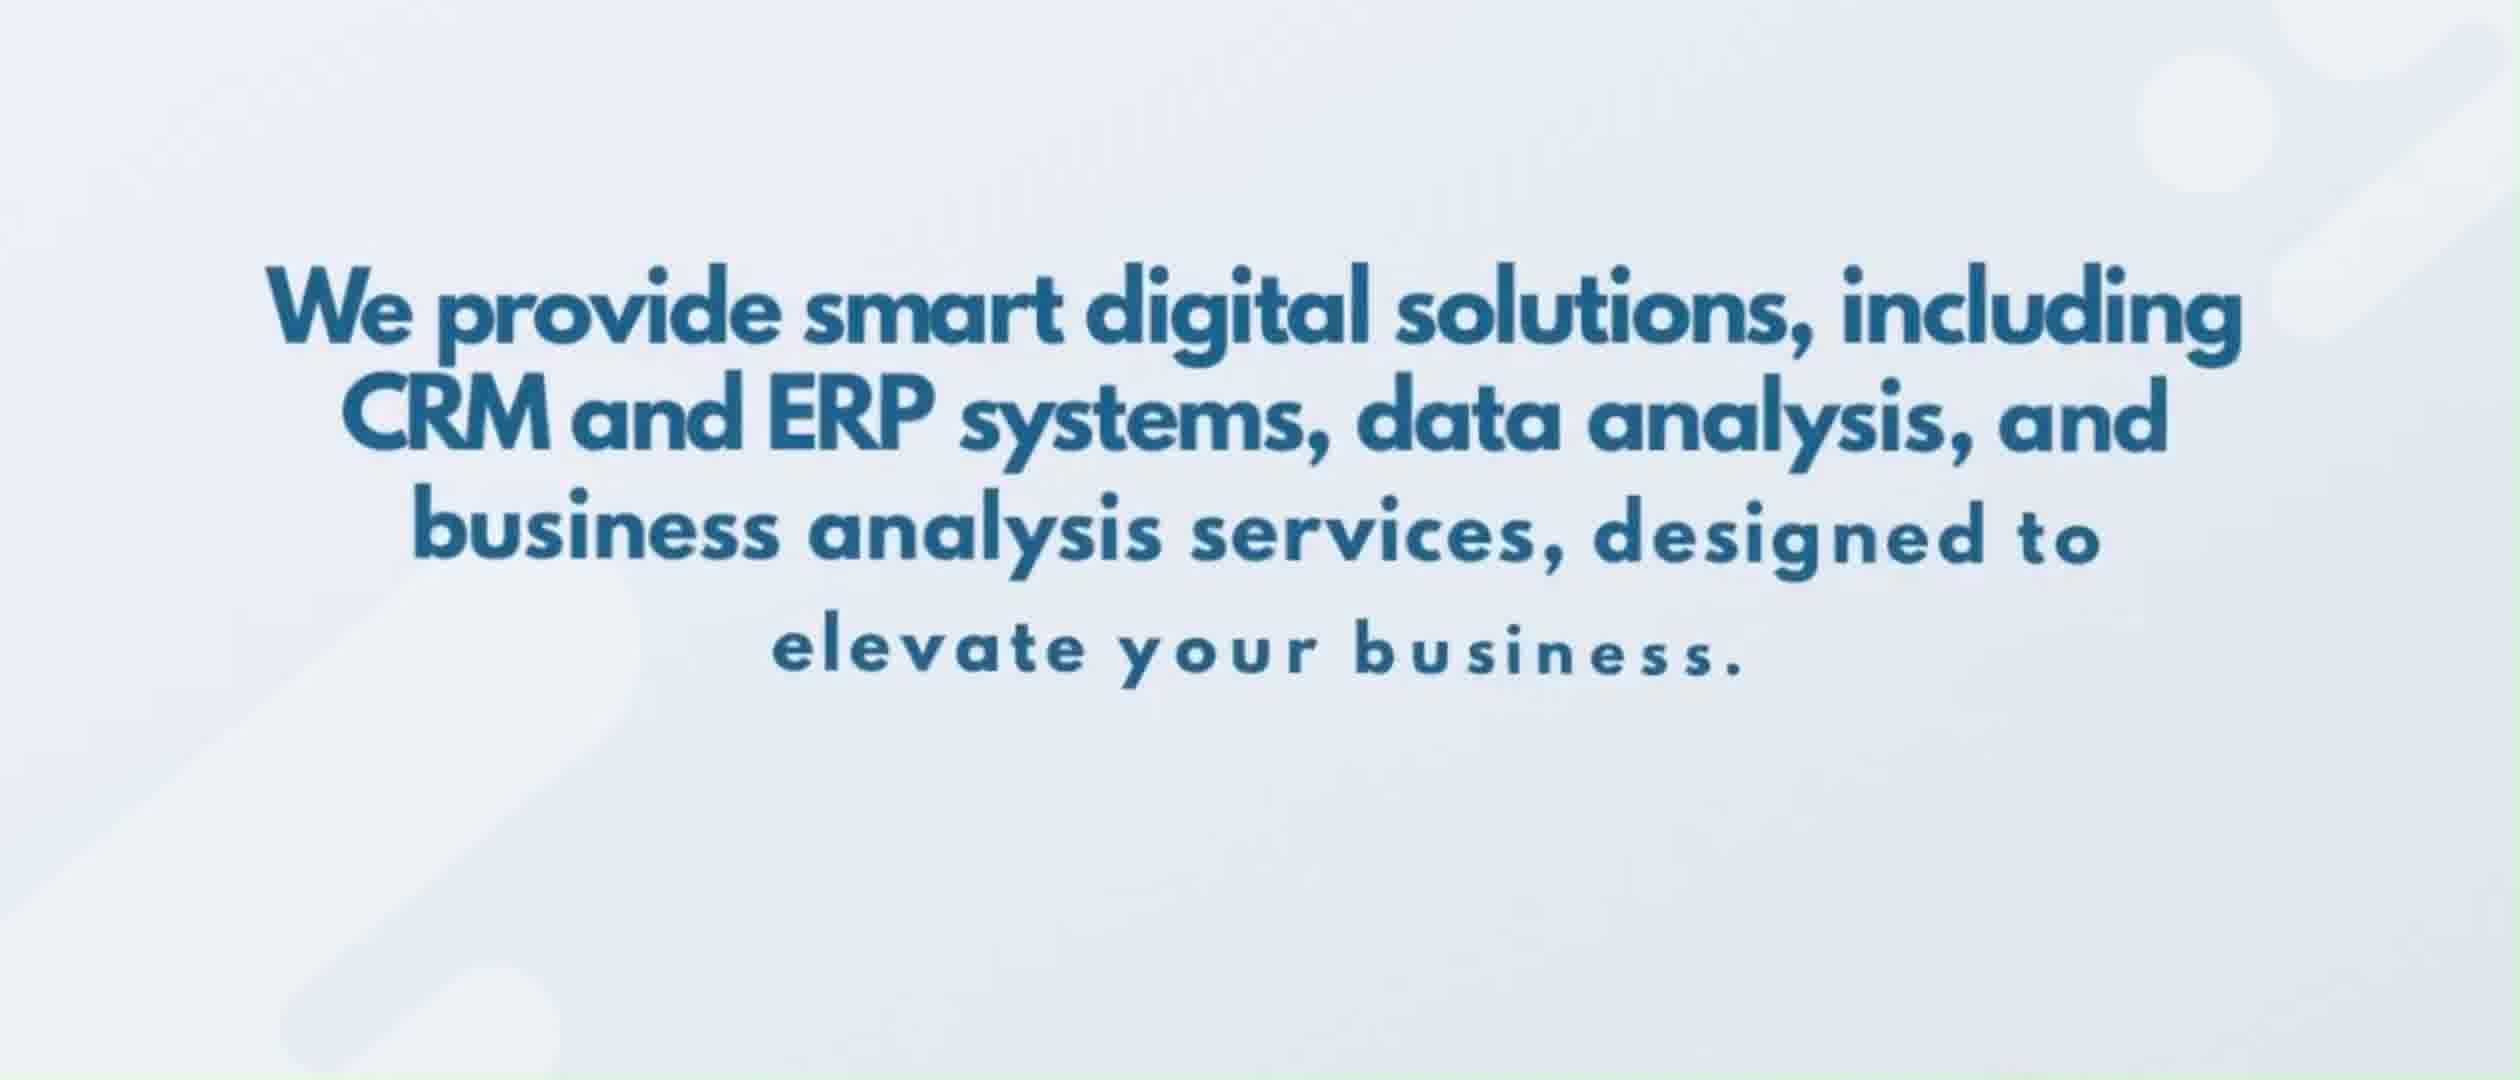 We provide smart digital solutions, including
CRM and ERP systems, data analysis, and
business analysis services, designed to
elevate your business.